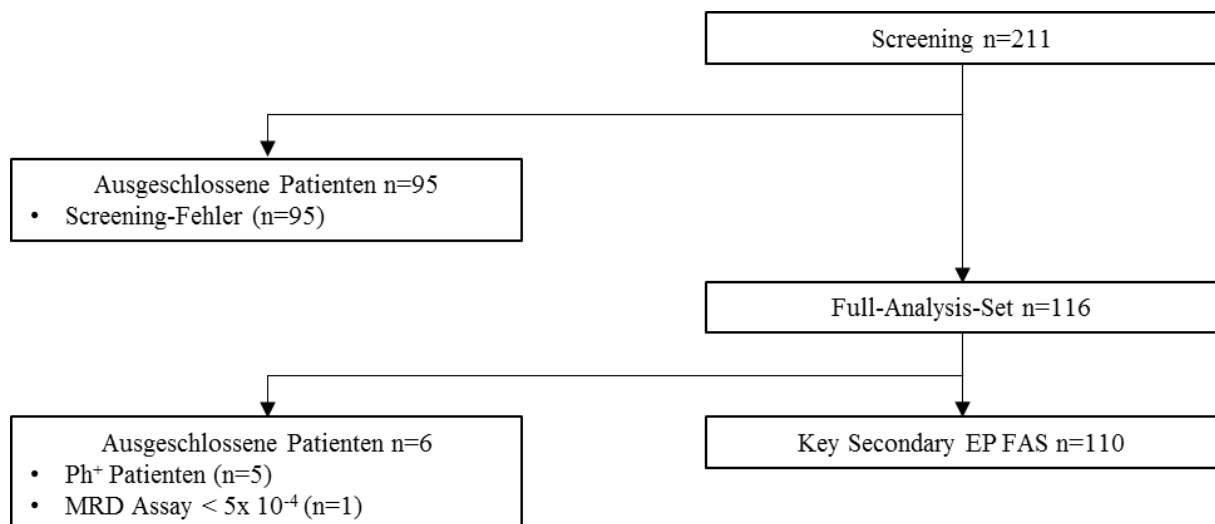 Screening n=211
Ausgeschlossene Patienten n=95
• Screening-Fehler (n=95)
Full-Analysis-Set n=116
Ausgeschlossene Patienten n=6
• Ph⁺ Patienten (n=5)
• MRD Assay < 5x 10⁻⁴ (n=1)
Key Secondary EP FAS n=110